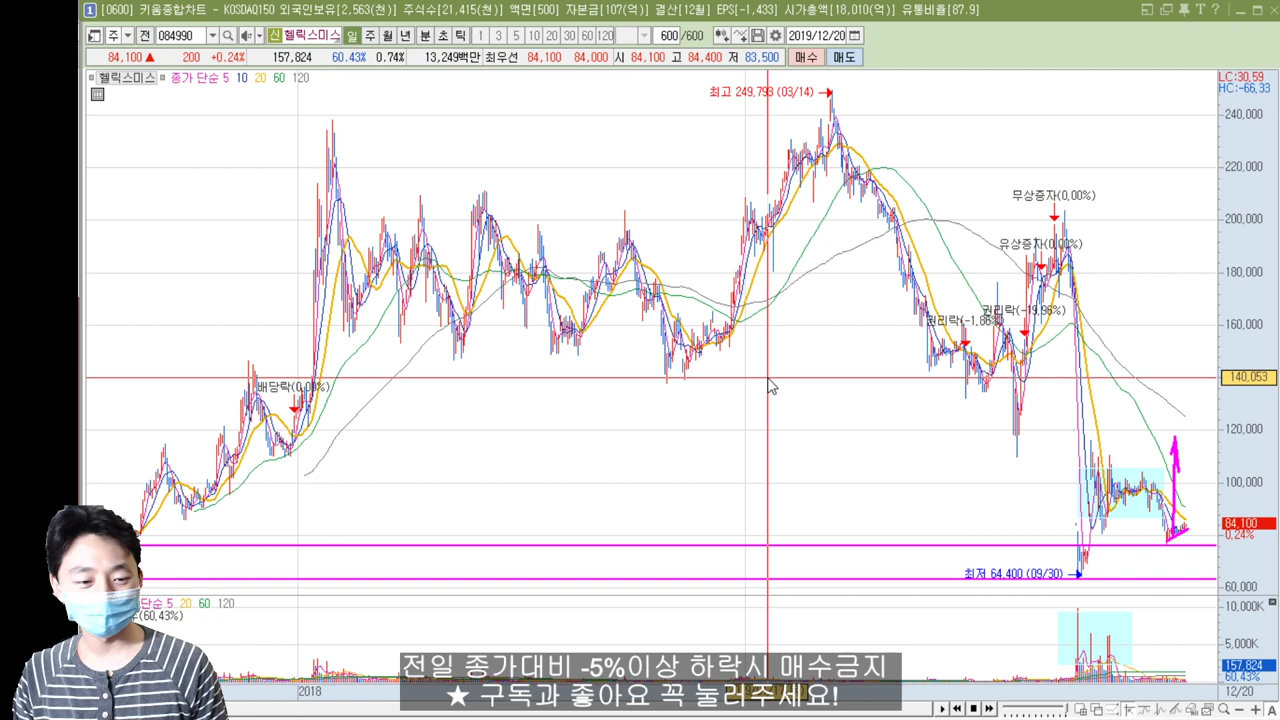 1 [0600] 키움종합차트 - KOSDAQ150 외국인보유[2,563(천)] 주식수[21,415(천)] 액면[500] 자본금[107(억)] 결산[12월] EPS[-1,433] 시가총액[18,010(억)] 유통비율[87.9]
주 전 084990 신 헬릭스미스 일 주 월 년 분 초 틱 1 3 5 10 20 30 60 120 600 /600 2019/12/20
84,100 ▲ 200 +0.24% 157,824 60.43% 0.74% 13,249백만 최우선 84,100 84,000 시 84,100 고 84,400 저 83,500 매수 매도
헬릭스미스 종가 단순 5 10 20 60 120
LC:30,59
HC:-66,33
최고 249,793 (03/14)
240,000
220,000
무상증자(0,00%)
200,000
유상증자(0,00%)
180,000
권리락(-19,96%)
권리락(-1,86%)
160,000
배당락(0,00%)
140,053
120,000
100,000
84,100
0,24%
최저 64,400 (09/30)
60,000
단순 5 20 60 120
(60,43%)
10,000K
5,000K
157,824
60,43%
2018
12/20
전일 종가대비 -5%이상 하락시 매수금지
★ 구독과 좋아요 꼭 눌러주세요!